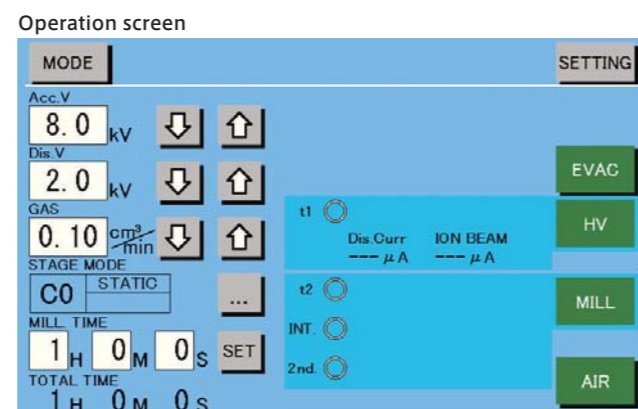 Operation screen
MODE
SETTING
Acc.V
8.0 kV
Dis.V
2.0 kV
EVAC
GAS
0.10 cm³/min
t1
HV
Dis.Curr ION BEAM
--- μA --- μA
STAGE MODE
C0 STATIC
...
t2
MILL
MILL. TIME
1 H 0 M 0 S SET
INT.
2nd.
TOTAL TIME
1 H 0 M 0 S
AIR